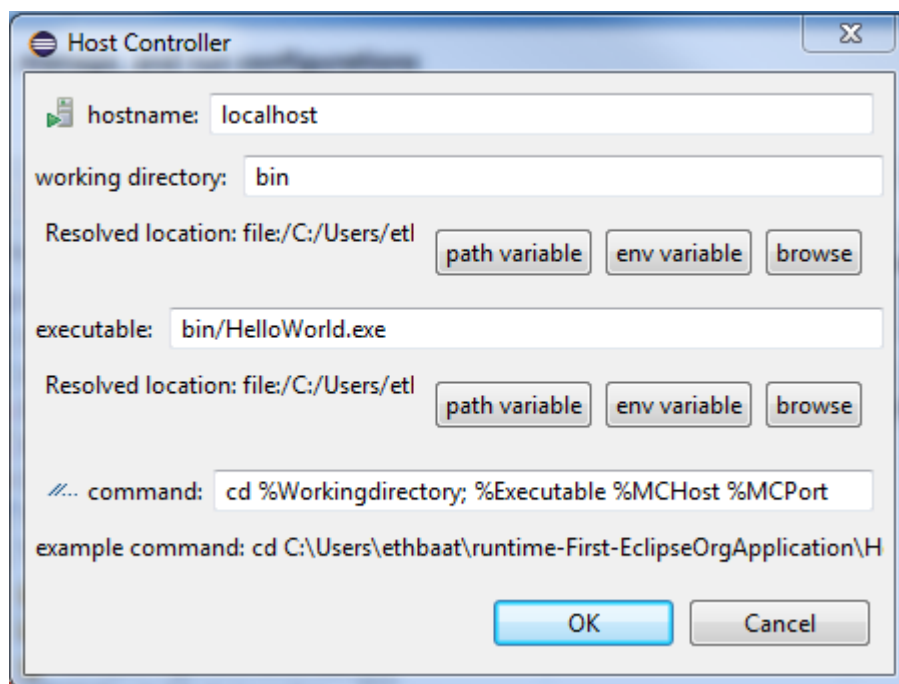 Host Controller
hostname: localhost
working directory: bin
Resolved location: file:/C:/Users/etl path variable env variable browse
executable: bin/HelloWorld.exe
Resolved location: file:/C:/Users/etl path variable env variable browse
command: cd %Workingdirectory; %Executable %MCHost %MCPort
example command: cd C:\Users\ethbaat\runtime-First-EclipseOrgApplication\H
OK Cancel